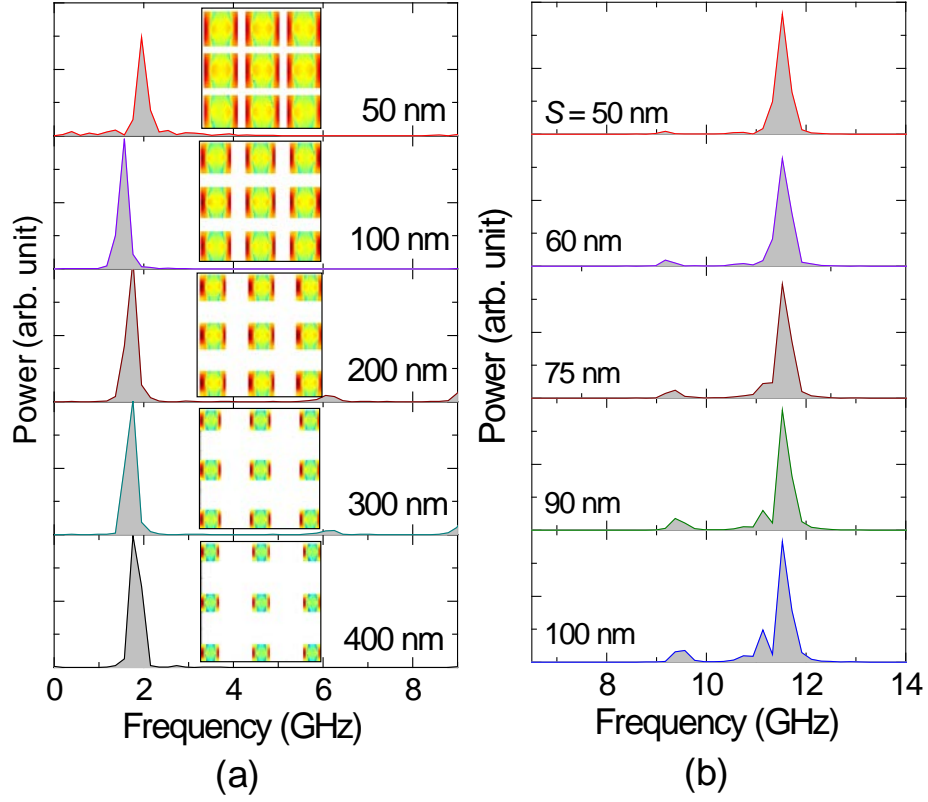 Power (arb. unit)
50 nm
100 nm
200 nm
300 nm
400 nm
0 2 4 6 8
Frequency (GHz)
(a)
Power (arb. unit)
S = 50 nm
60 nm
75 nm
90 nm
100 nm
8 10 12 14
Frequency (GHz)
(b)